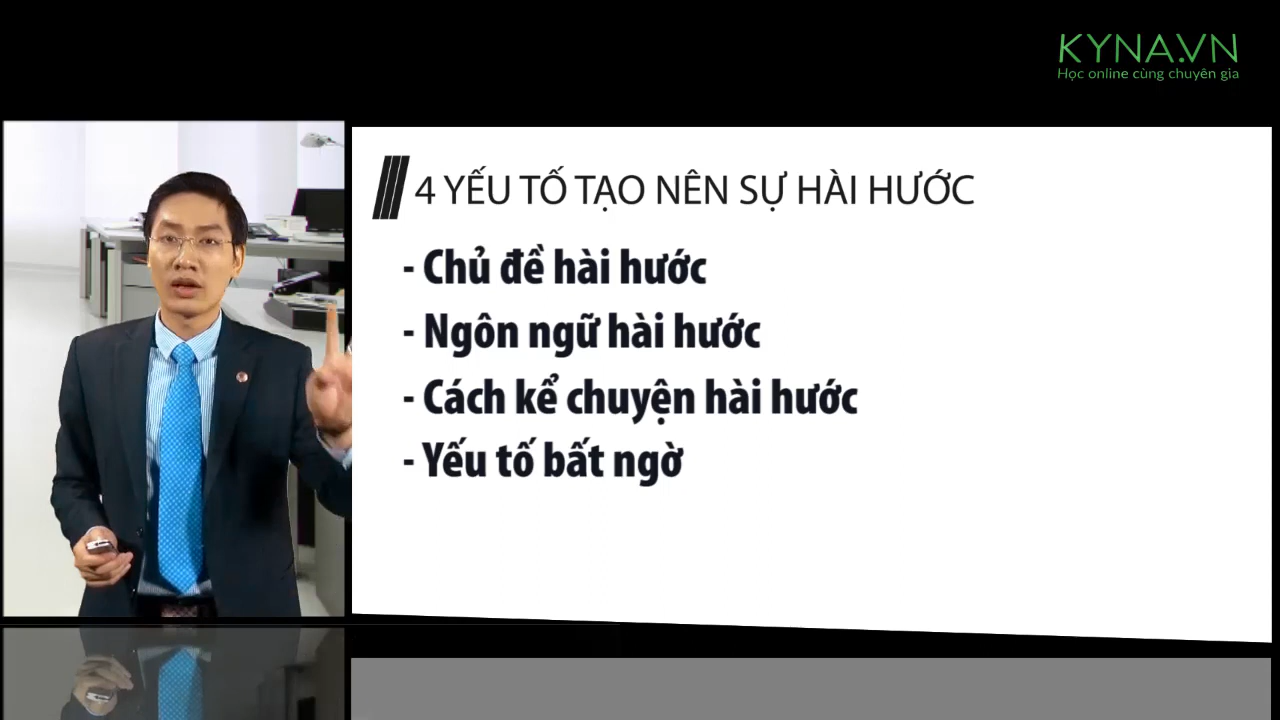 KYNA.VN
Học online cùng chuyên gia
4 YẾU TỐ TẠO NÊN SỰ HÀI HƯỚC
- Chủ đề hài hước
- Ngôn ngữ hài hước
- Cách kể chuyện hài hước
- Yếu tố bất ngờ